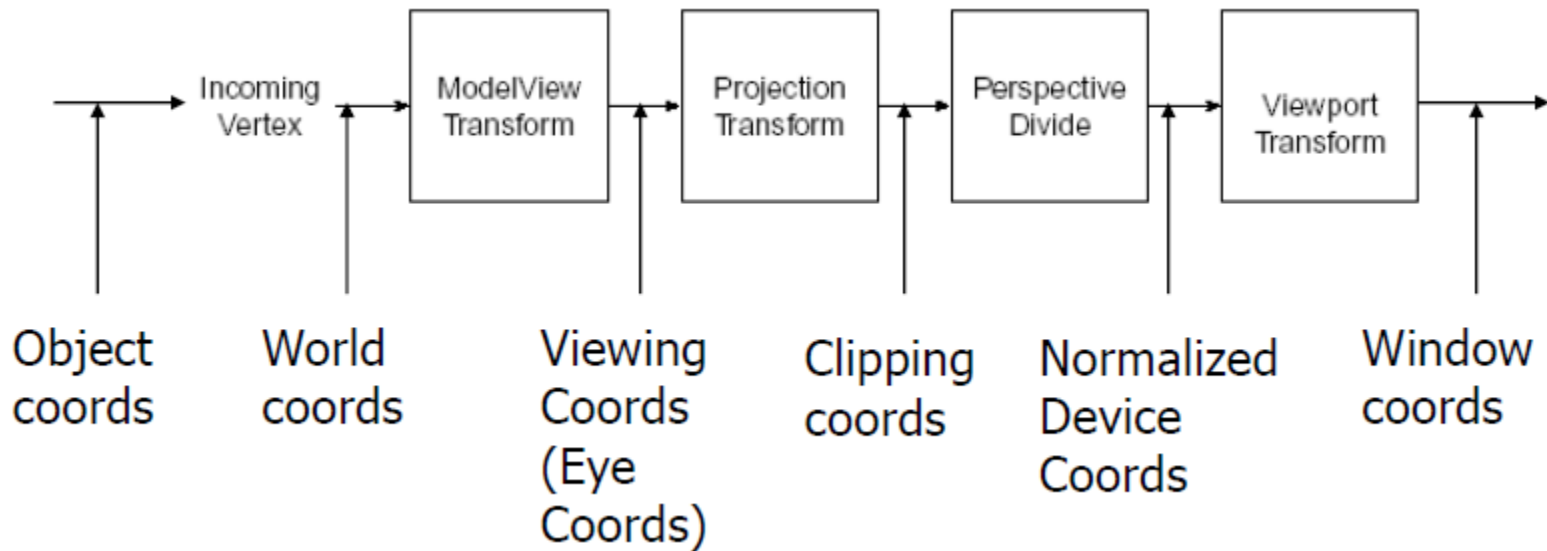 Incoming
Vertex
ModelView
Transform
Projection
Transform
Perspective
Divide
Viewport
Transform
Object
coords
World
coords
Viewing
Coords
(Eye
Coords)
Clipping
coords
Normalized
Device
Coords
Window
coords